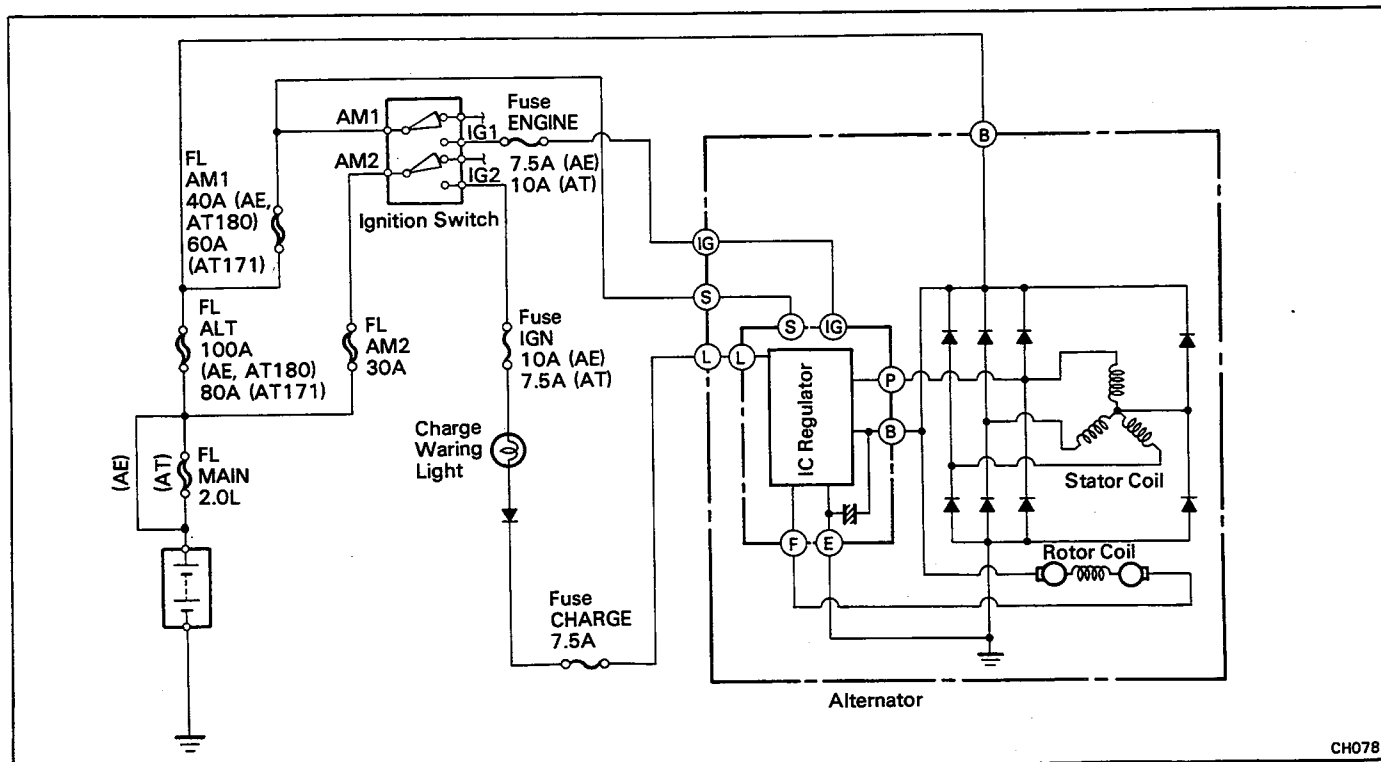 B
AM1
Fuse
ENGINE
IG1
AM2
7.5A (AE)
10A (AT)
IG2
Ignition Switch
FL
AM1
40A (AE,
AT180)
60A
(AT171)
FL
ALT
100A
(AE, AT180)
80A (AT171)
FL
AM2
30A
Fuse
IGN
10A (AE)
7.5A (AT)
(AE)
(AT)
FL
MAIN
2.0L
Charge
Waring
Light
Fuse
CHARGE
7.5A
IG
S
L
S
IG
L
P
B
IC Regulator
F
E
Stator Coil
Rotor Coil
Alternator
CH078